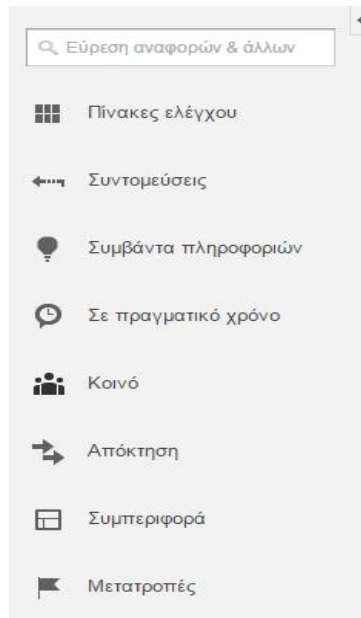 Εύρεση αναφορών & άλλων
Πίνακες ελέγχου
Συντομεύσεις
Συμβάντα πληροφοριών
Σε πραγματικό χρόνο
Κοινό
Απόκτηση
Συμπεριφορά
Μετατροπές